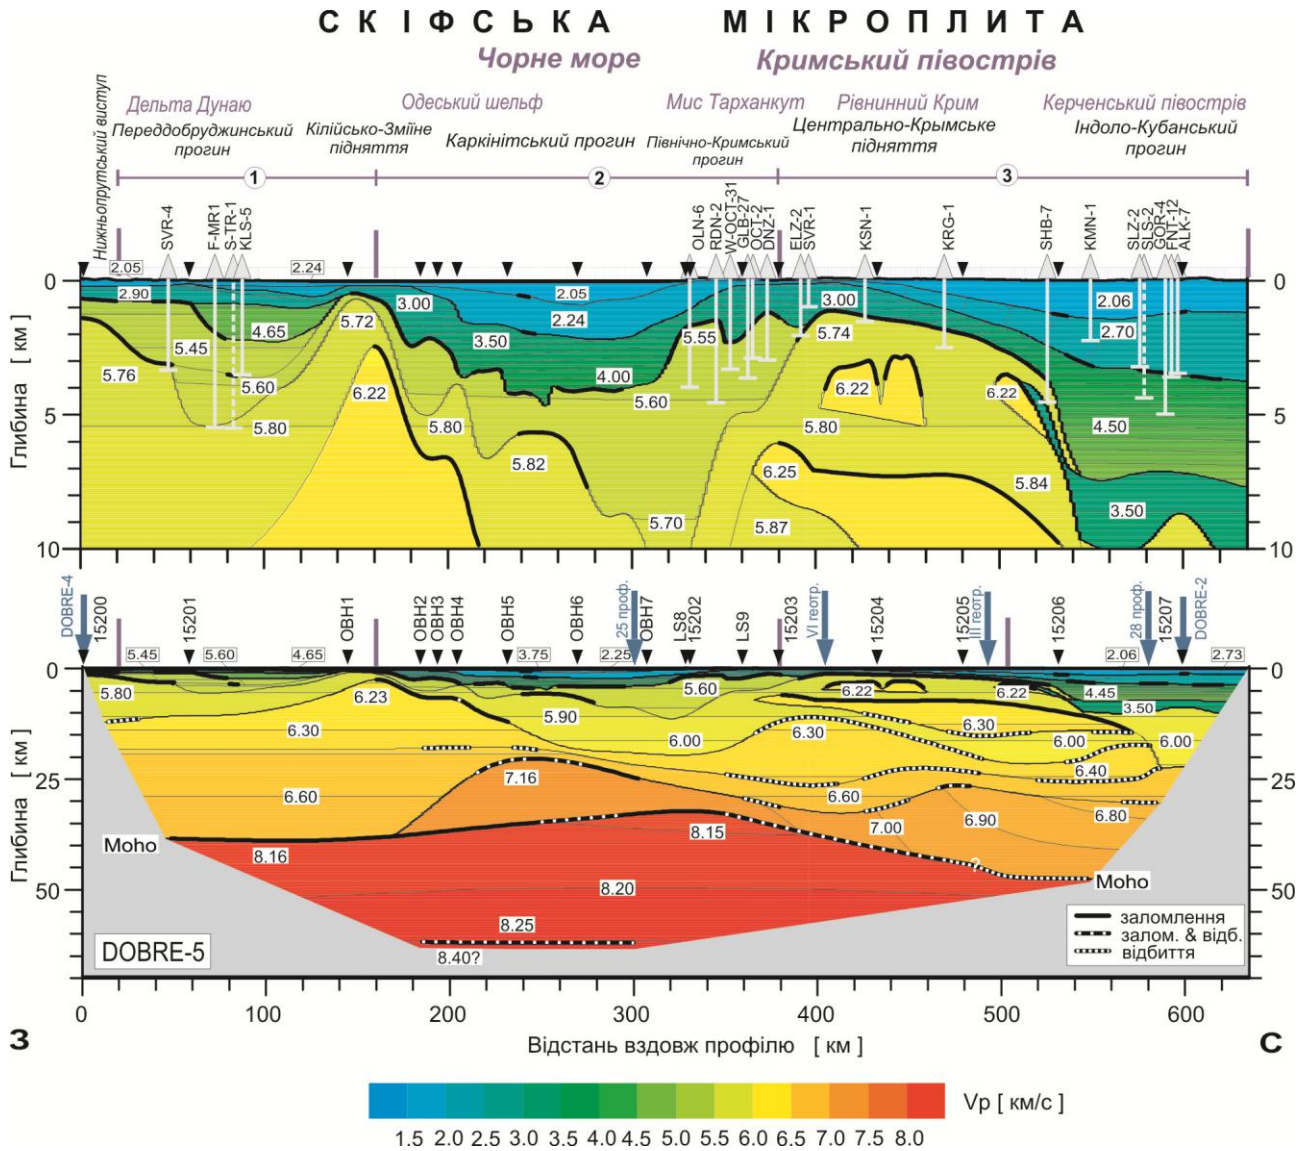 СКІФСЬКА МІКРОПЛИТА
Чорне море Кримський півострів
Нижньопрутський виступ
Дельта Дунаю Одеський шельф Мис Тарханкут Рівнинний Крим Керченський півострів
Переддобруджинський прогин
Кілійсько-Зміїне підняття
Каркінітський прогин
Північно-Кримський прогин
Центрально-Крымське підняття
Індоло-Кубанський прогин
1 2 3
SVR-4 F-MR1 S-TR-1 KLS-5 OLN-6 RDN-2 W-OCT-31 GLB-27 OCT-2 DNZ-1 ELZ-2 SVR-1 KSN-1 KRG-1 SHB-7 KMN-1 SLZ-2 SLS-2 GOR-4 FNT-12 ALK-7
2.05 2.24
0 0
2.90 3.00 2.05 3.00 2.06
4.65 5.72 2.24 5.55 5.74 2.70
5.45 3.50
5.76 5.60 6.22 4.00 5.60 6.22 6.22
5 5
5.80 5.80 5.80 4.50
5.82 6.25 5.84
5.70 5.87 3.50
10 10
Глибина [ км ]
DOBRE-4 15200 15201 OBH1 OBH2 OBH3 OBH4 OBH5 OBH6 25 проф. OBH7 LS8 15202 LS9 15203 VI геотр. 15204 15205 III геотр. 15206 28 проф. 15207 DOBRE-2
5.45 5.60 4.65 3.75 2.25 2.06 2.73
0 0
5.80 6.23 5.60 6.22 6.22 4.45
5.90 3.50
6.30 6.00 6.30 6.30 6.00 6.00
25 7.16 6.40 25
6.60 6.60 6.80
7.00 6.90
Moho 8.16 8.15 ? Moho
50 8.20 50
8.25
8.40?
Глибина [ км ]
DOBRE-5
заломлення
залом. & відб.
відбиття
0 100 200 300 400 500 600
З С
Відстань вздовж профілю [ км ]
Vp [ км/с ]
1.5 2.0 2.5 3.0 3.5 4.0 4.5 5.0 5.5 6.0 6.5 7.0 7.5 8.0